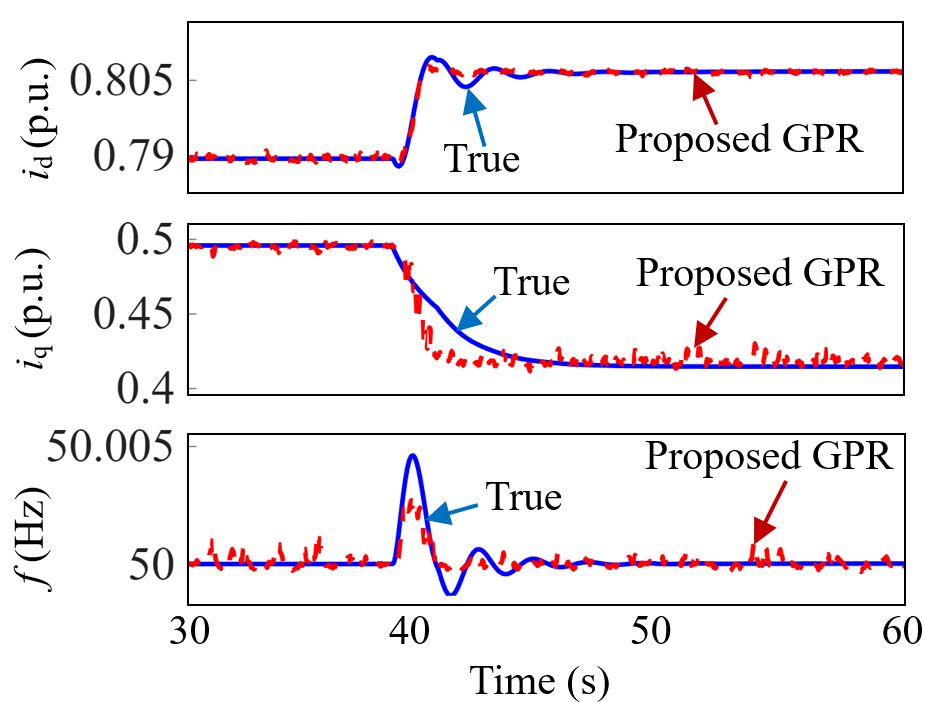 i_d (p.u.)
0.805
0.79
True
Proposed GPR
i_q (p.u.)
0.5
0.45
0.4
True
Proposed GPR
f (Hz)
50.005
50
True
Proposed GPR
30 40 50 60
Time (s)